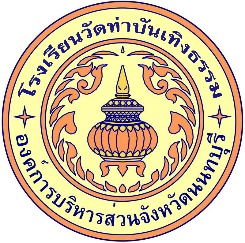 โรงเรียนวัดท่าบันเทิงธรรม
องค์การบริหารส่วนจังหวัดนนทบุรี